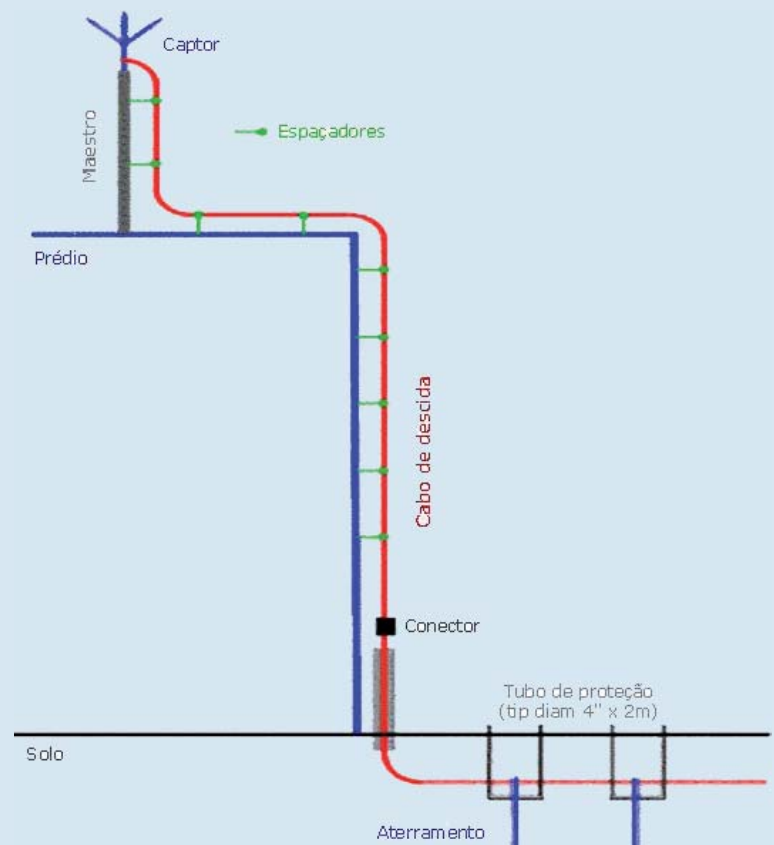 Captor
Maestro
Espaçadores
Prédio
Cabo de descida
Conector
Tubo de proteção
(tip diam 4" x 2m)
Solo
Aterramento